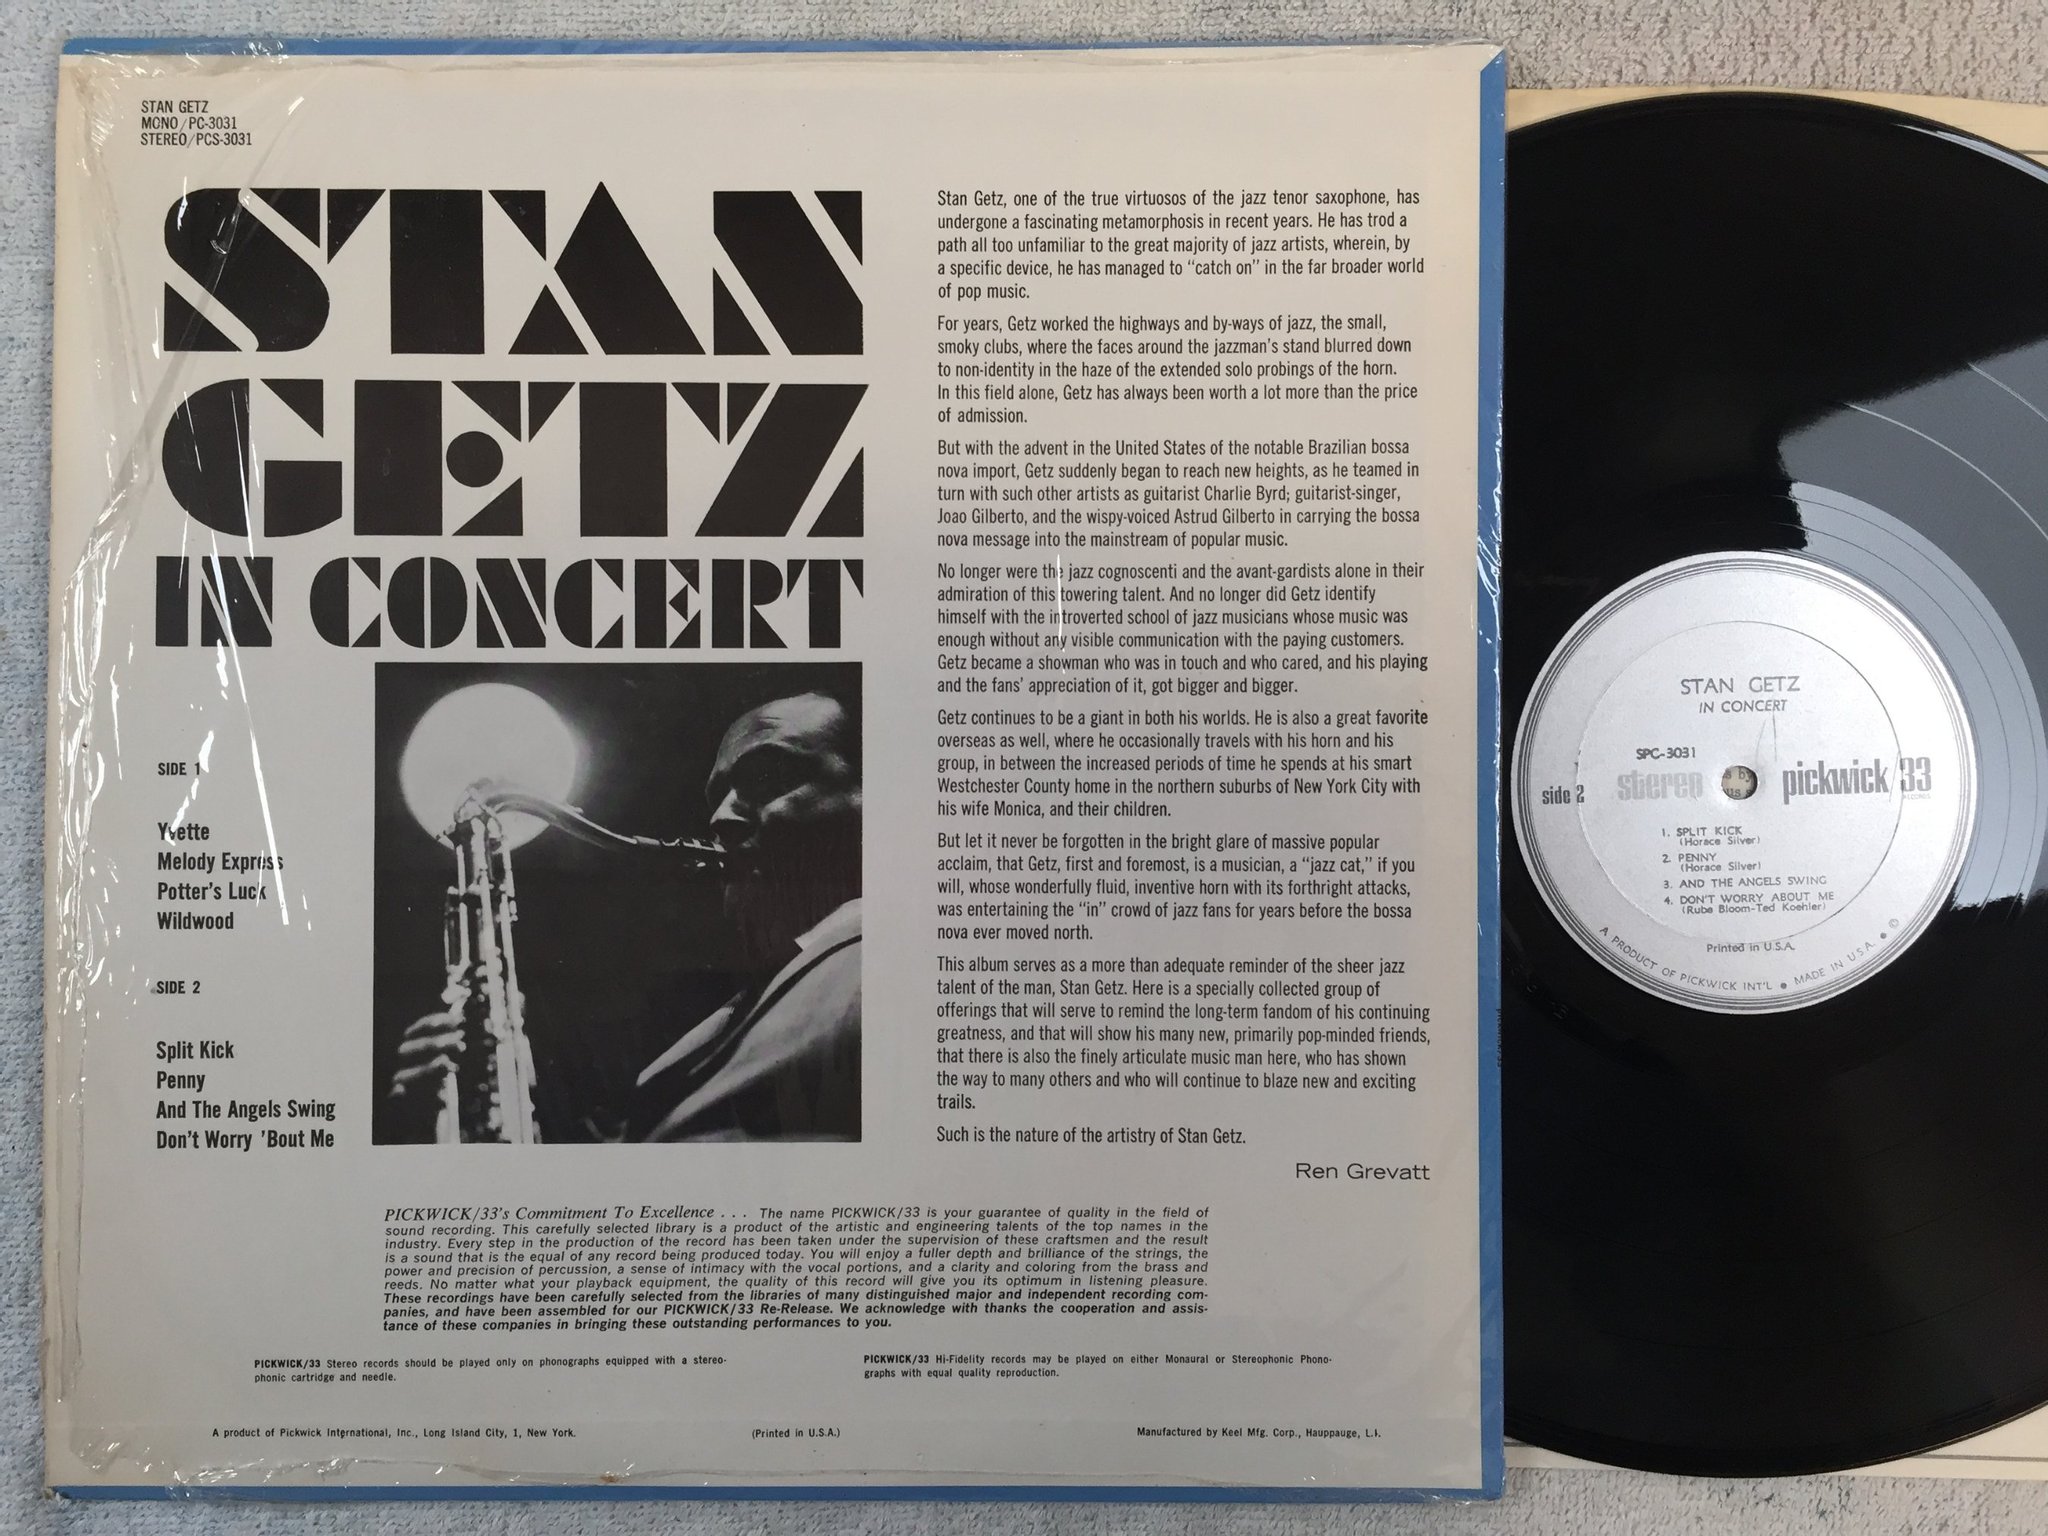 STAN GETZ
MONO/PC-3031
STEREO/PCS-3031
STAN
GETZ
IN CONCERT
SIDE 1
Yvette
Melody Express
Potter's Luck
Wildwood
SIDE 2
Split Kick
Penny
And The Angels Swing
Don't Worry 'Bout Me
Stan Getz, one of the true virtuosos of the jazz tenor saxophone, has
undergone a fascinating metamorphosis in recent years. He has trod a
path all too unfamiliar to the great majority of jazz artists, wherein, by
a specific device, he has managed to "catch on" in the far broader world
of pop music.
For years, Getz worked the highways and by-ways of jazz, the small,
smoky clubs, where the faces around the jazzman's stand blurred down
to non-identity in the haze of the extended solo probings of the horn.
In this field alone, Getz has always been worth a lot more than the price
of admission.
But with the advent in the United States of the notable Brazilian bossa
nova import, Getz suddenly began to reach new heights, as he teamed in
turn with such other artists as guitarist Charlie Byrd; guitarist-singer,
Joao Gilberto, and the wispy-voiced Astrud Gilberto in carrying the bossa
nova message into the mainstream of popular music.
No longer were the jazz cognoscenti and the avant-gardists alone in their
admiration of this towering talent. And no longer did Getz identify
himself with the introverted school of jazz musicians whose music was
enough without any visible communication with the paying customers.
Getz became a showman who was in touch and who cared, and his playing
and the fans' appreciation of it, got bigger and bigger.
Getz continues to be a giant in both his worlds. He is also a great favorite
overseas as well, where he occasionally travels with his horn and his
group, in between the increased periods of time he spends at his smart
Westchester County home in the northern suburbs of New York City with
his wife Monica, and their children.
But let it never be forgotten in the bright glare of massive popular
acclaim, that Getz, first and foremost, is a musician, a "jazz cat," if you
will, whose wonderfully fluid, inventive horn with its forthright attacks,
was entertaining the "in" crowd of jazz fans for years before the bossa
nova ever moved north.
This album serves as a more than adequate reminder of the sheer jazz
talent of the man, Stan Getz. Here is a specially collected group of
offerings that will serve to remind the long-term fandom of his continuing
greatness, and that will show his many new, primarily pop-minded friends,
that there is also the finely articulate music man here, who has shown
the way to many others and who will continue to blaze new and exciting
trails.
Such is the nature of the artistry of Stan Getz.
Ren Grevatt
PICKWICK/33's Commitment To Excellence . . . The name PICKWICK/33 is your guarantee of quality in the field of
sound recording. This carefully selected library is a product of the artistic and engineering talents of the top names in the
industry. Every step in the production of the record has been taken under the supervision of these craftsmen and the result
is a sound that is the equal of any record being produced today. You will enjoy a fuller depth and brilliance of the strings, the
power and precision of percussion, a sense of intimacy with the vocal portions, and a clarity and coloring from the brass and
reeds. No matter what your playback equipment, the quality of this record will give you its optimum in listening pleasure.
These recordings have been carefully selected from the libraries of many distinguished major and independent recording com-
panies, and have been assembled for our PICKWICK/33 Re-Release. We acknowledge with thanks the cooperation and assis-
tance of these companies in bringing these outstanding performances to you.
PICKWICK/33 Stereo records should be played only on phonographs equipped with a stereo-
phonic cartridge and needle.
PICKWICK/33 Hi-Fidelity records may be played on either Monaural or Stereophonic Phono-
graphs with equal quality reproduction.
A product of Pickwick International, Inc., Long Island City, 1, New York.
(Printed in U.S.A.)
Manufactured by Keel Mfg. Corp., Hauppauge, L.I.
STAN GETZ
IN CONCERT
SPC-3031
side 2
stereo
pickwick/33
RECORDS
1. SPLIT KICK
(Horace Silver)
2. PENNY
(Horace Silver)
3. AND THE ANGELS SWING
4. DON'T WORRY ABOUT ME
(Rube Bloom-Ted Koehler)
Printed in U.S.A.
A PRODUCT OF PICKWICK INT'L ● MADE IN U.S.A. ● ©